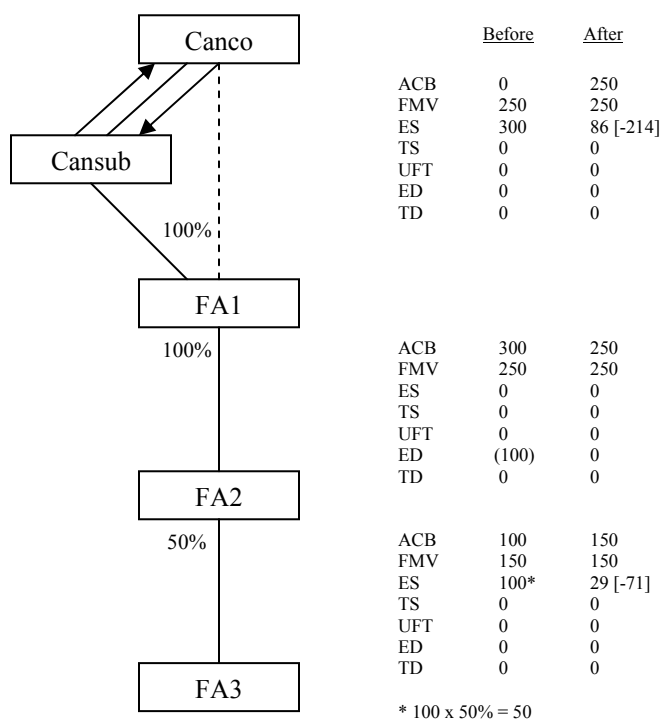 Canco
Before After
ACB 0 250
FMV 250 250
ES 300 86 [-214]
TS 0 0
UFT 0 0
ED 0 0
TD 0 0
Cansub
100%
FA1
100%
ACB 300 250
FMV 250 250
ES 0 0
TS 0 0
UFT 0 0
ED (100) 0
TD 0 0
FA2
50%
ACB 100 150
FMV 150 150
ES 100* 29 [-71]
TS 0 0
UFT 0 0
ED 0 0
TD 0 0
FA3
* 100 x 50% = 50